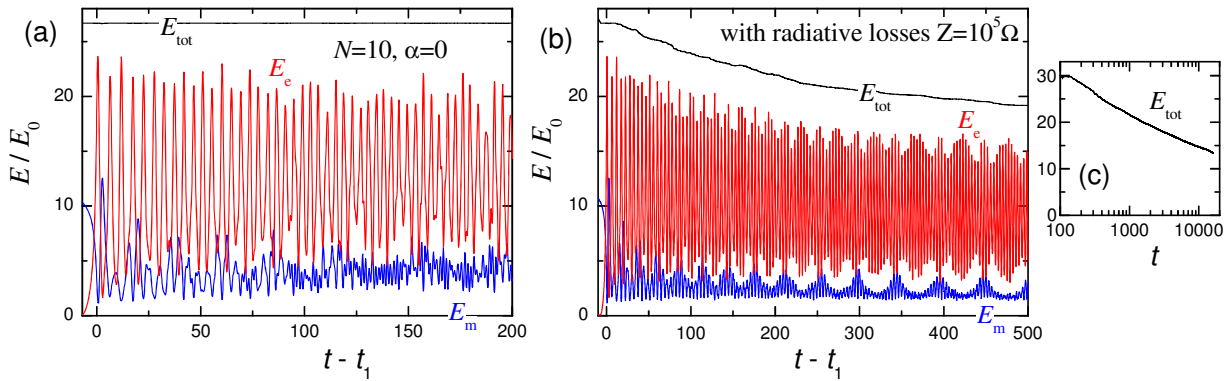 (a)
E_tot
N=10, α=0
E_e
E_m
E / E_0
0
10
20
0
50
100
150
200
t - t_1
(b)
with radiative losses Z=10^5Ω
E_tot
E_e
E_m
E / E_0
0
10
20
0
100
200
300
400
500
t - t_1
30
20
10
0
E_tot
(c)
100
1000
10000
t